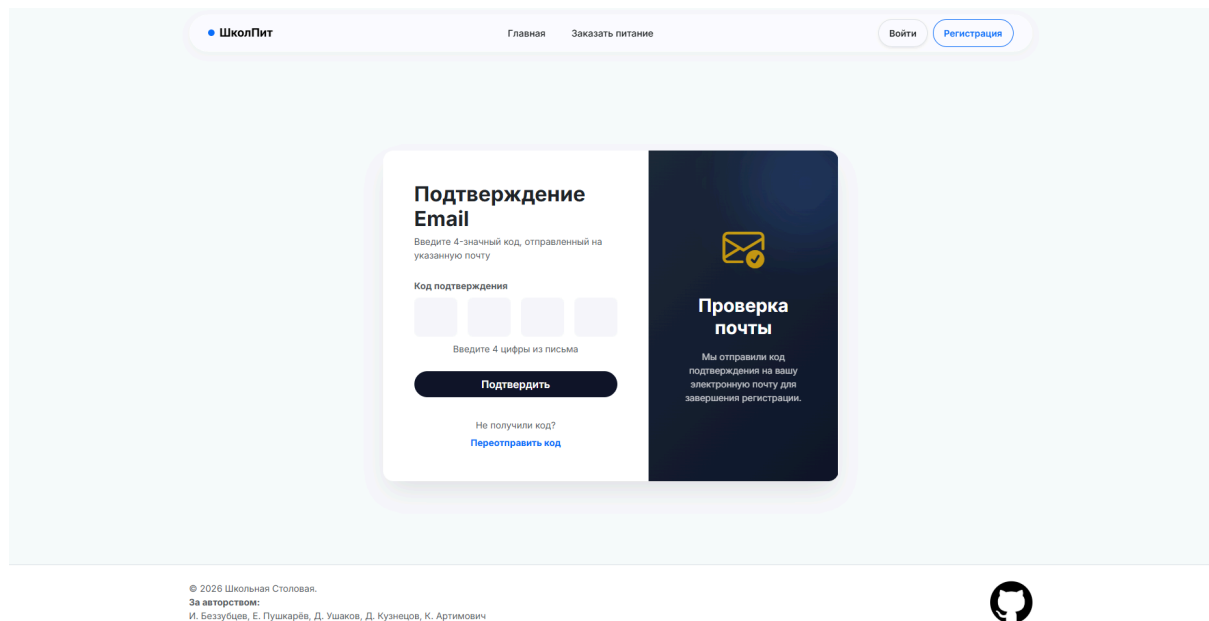 ШколПит
Главная
Заказать питание
Войти
Регистрация
Подтверждение
Email
Введите 4-значный код, отправленный на
указанную почту
Код подтверждения
Введите 4 цифры из письма
Подтвердить
Не получили код?
Переотправить код
Проверка
почты
Мы отправили код
подтверждения на вашу
электронную почту для
завершения регистрации.
© 2026 Школьная Столовая.
За авторством:
И. Беззубцев, Е. Пушкарёв, Д. Ушаков, Д. Кузнецов, К. Артимович